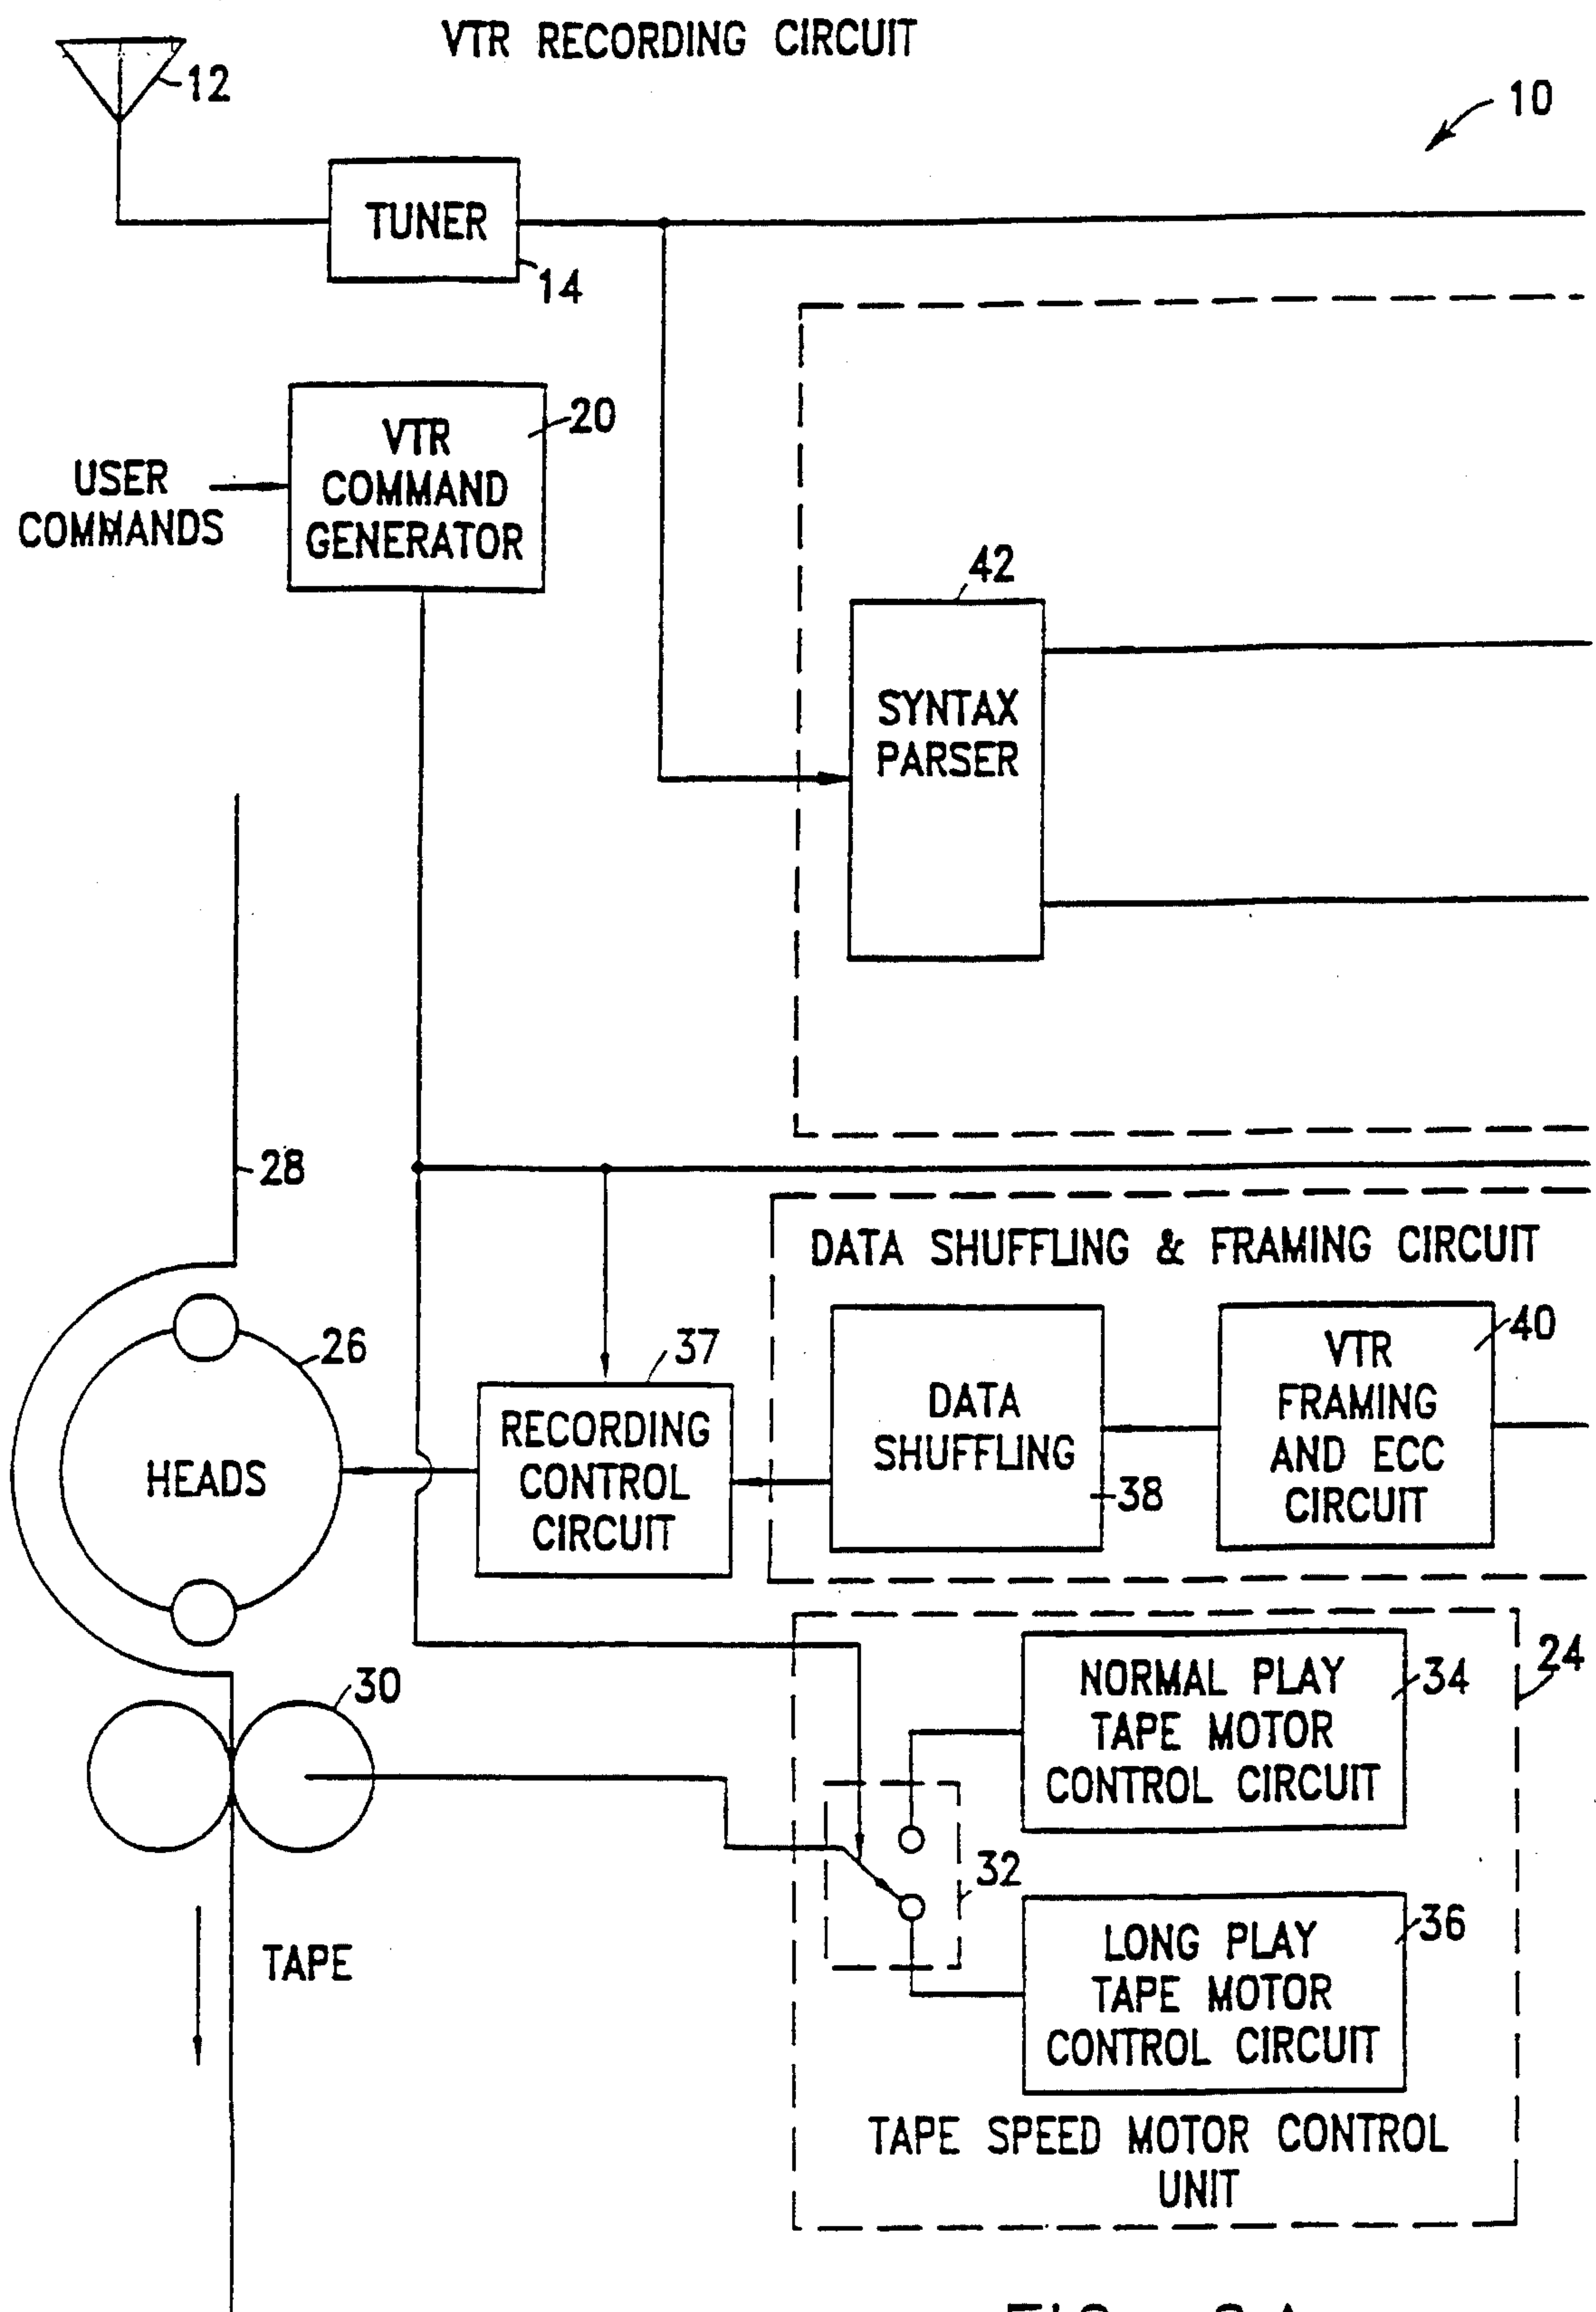 VTR RECORDING CIRCUIT
12
10
TUNER
14
20
VTR
COMMAND
GENERATOR
USER
COMMANDS
42
SYNTAX
PARSER
28
DATA SHUFFLING & FRAMING CIRCUIT
26
37
40
VTR
FRAMING
AND ECC
CIRCUIT
DATA
SHUFFLING
38
RECORDING
CONTROL
CIRCUIT
HEADS
30
24
NORMAL PLAY
TAPE MOTOR
CONTROL CIRCUIT
34
32
36
LONG PLAY
TAPE MOTOR
CONTROL CIRCUIT
TAPE
TAPE SPEED MOTOR CONTROL
UNIT